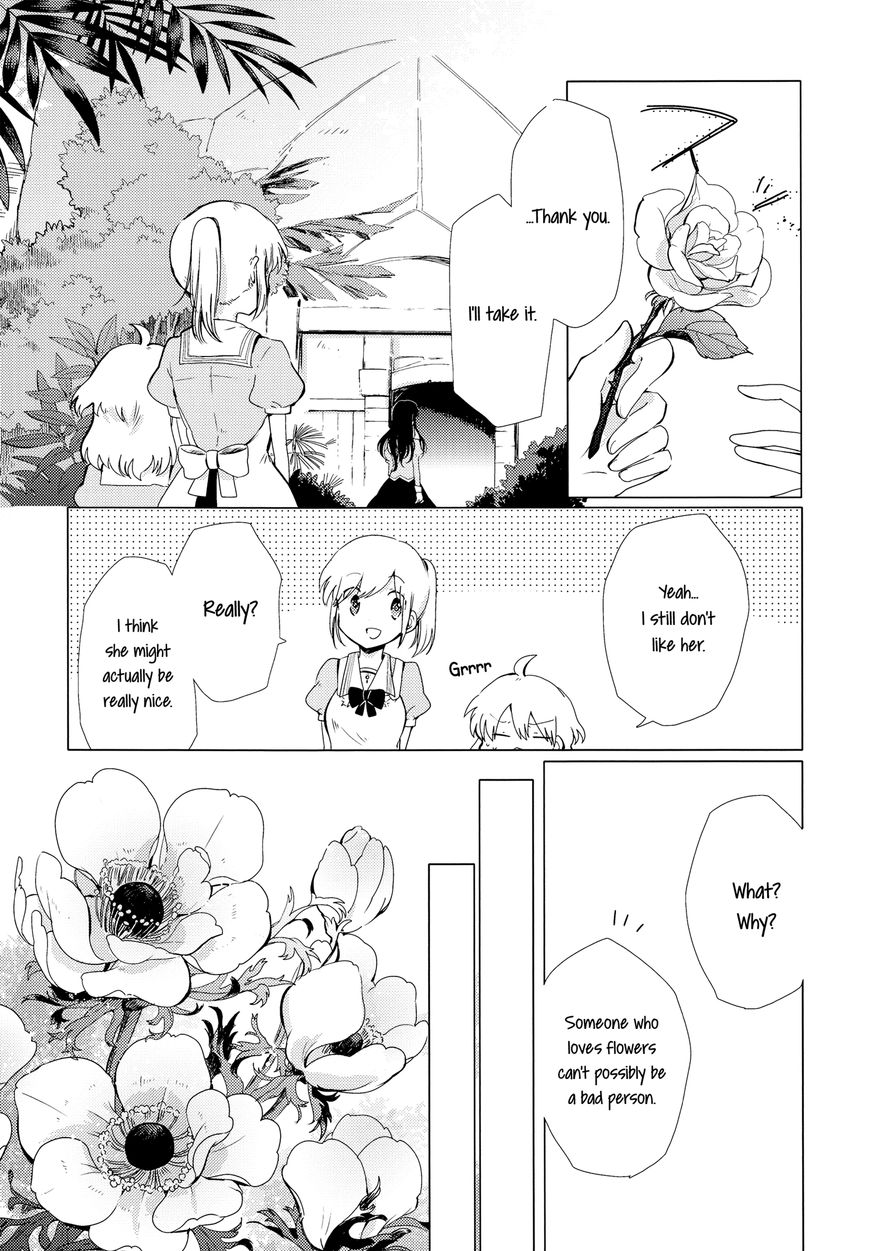 ...Thank you.
I'll take it.
Yeah...
I still don't
like her.
Grrrr
Really?
I think
she might
actually be
really nice.
What?
Why?
Someone who
loves flowers
can't possibly be
a bad person.